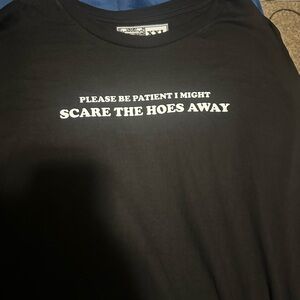 PLEASE BE PATIENT I MIGHT
SCARE THE HOES AWAY